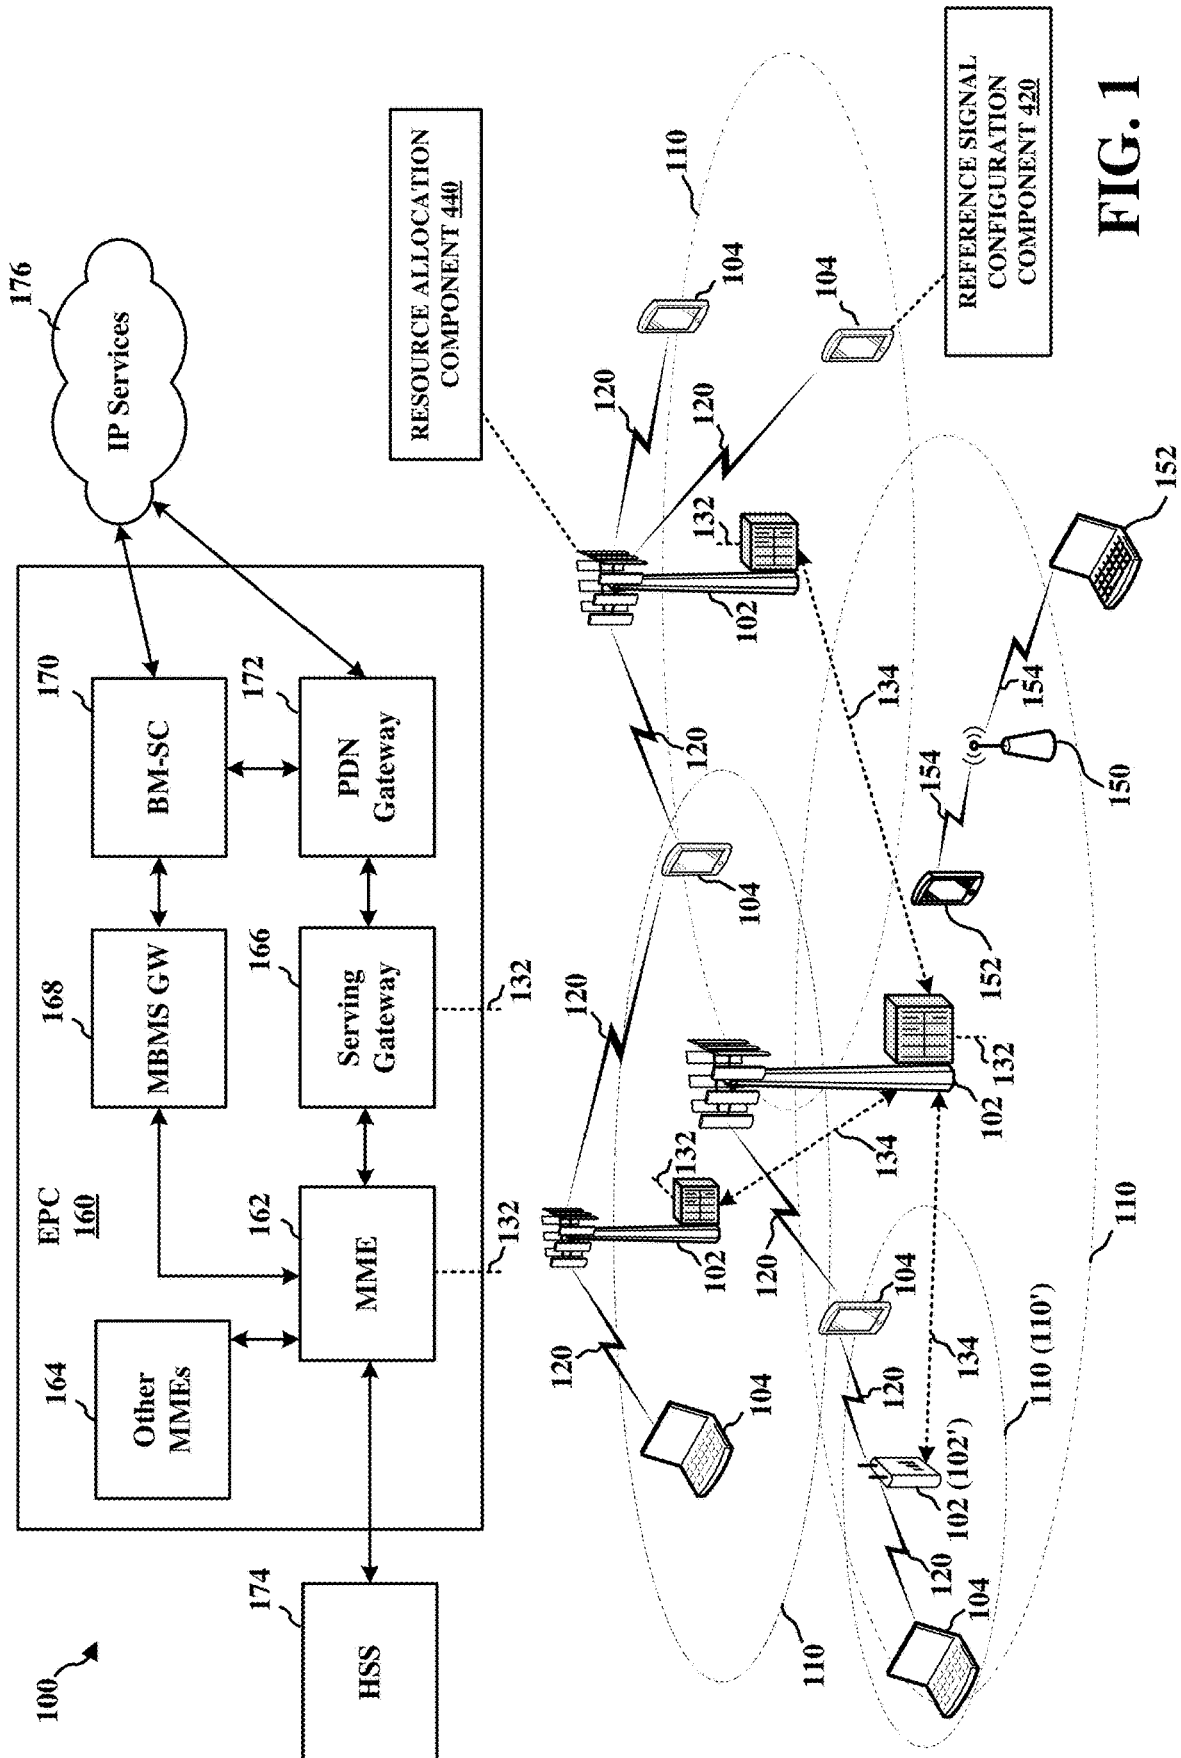 100
174
HSS
EPC
160
164
Other
MMEs
162
MME
168
MBMS GW
166
Serving
Gateway
170
BM-SC
172
PDN
Gateway
176
IP Services
132
132
RESOURCE ALLOCATION
COMPONENT 440
110
104
104
120
120
132
102
120
134
104
120
132
102
134
120
104
120
104
110
132
102
152
154
154
150
152
REFERENCE SIGNAL
CONFIGURATION
COMPONENT 420
104
120
102 (102')
120
134
110 (110')
110
FIG. 1